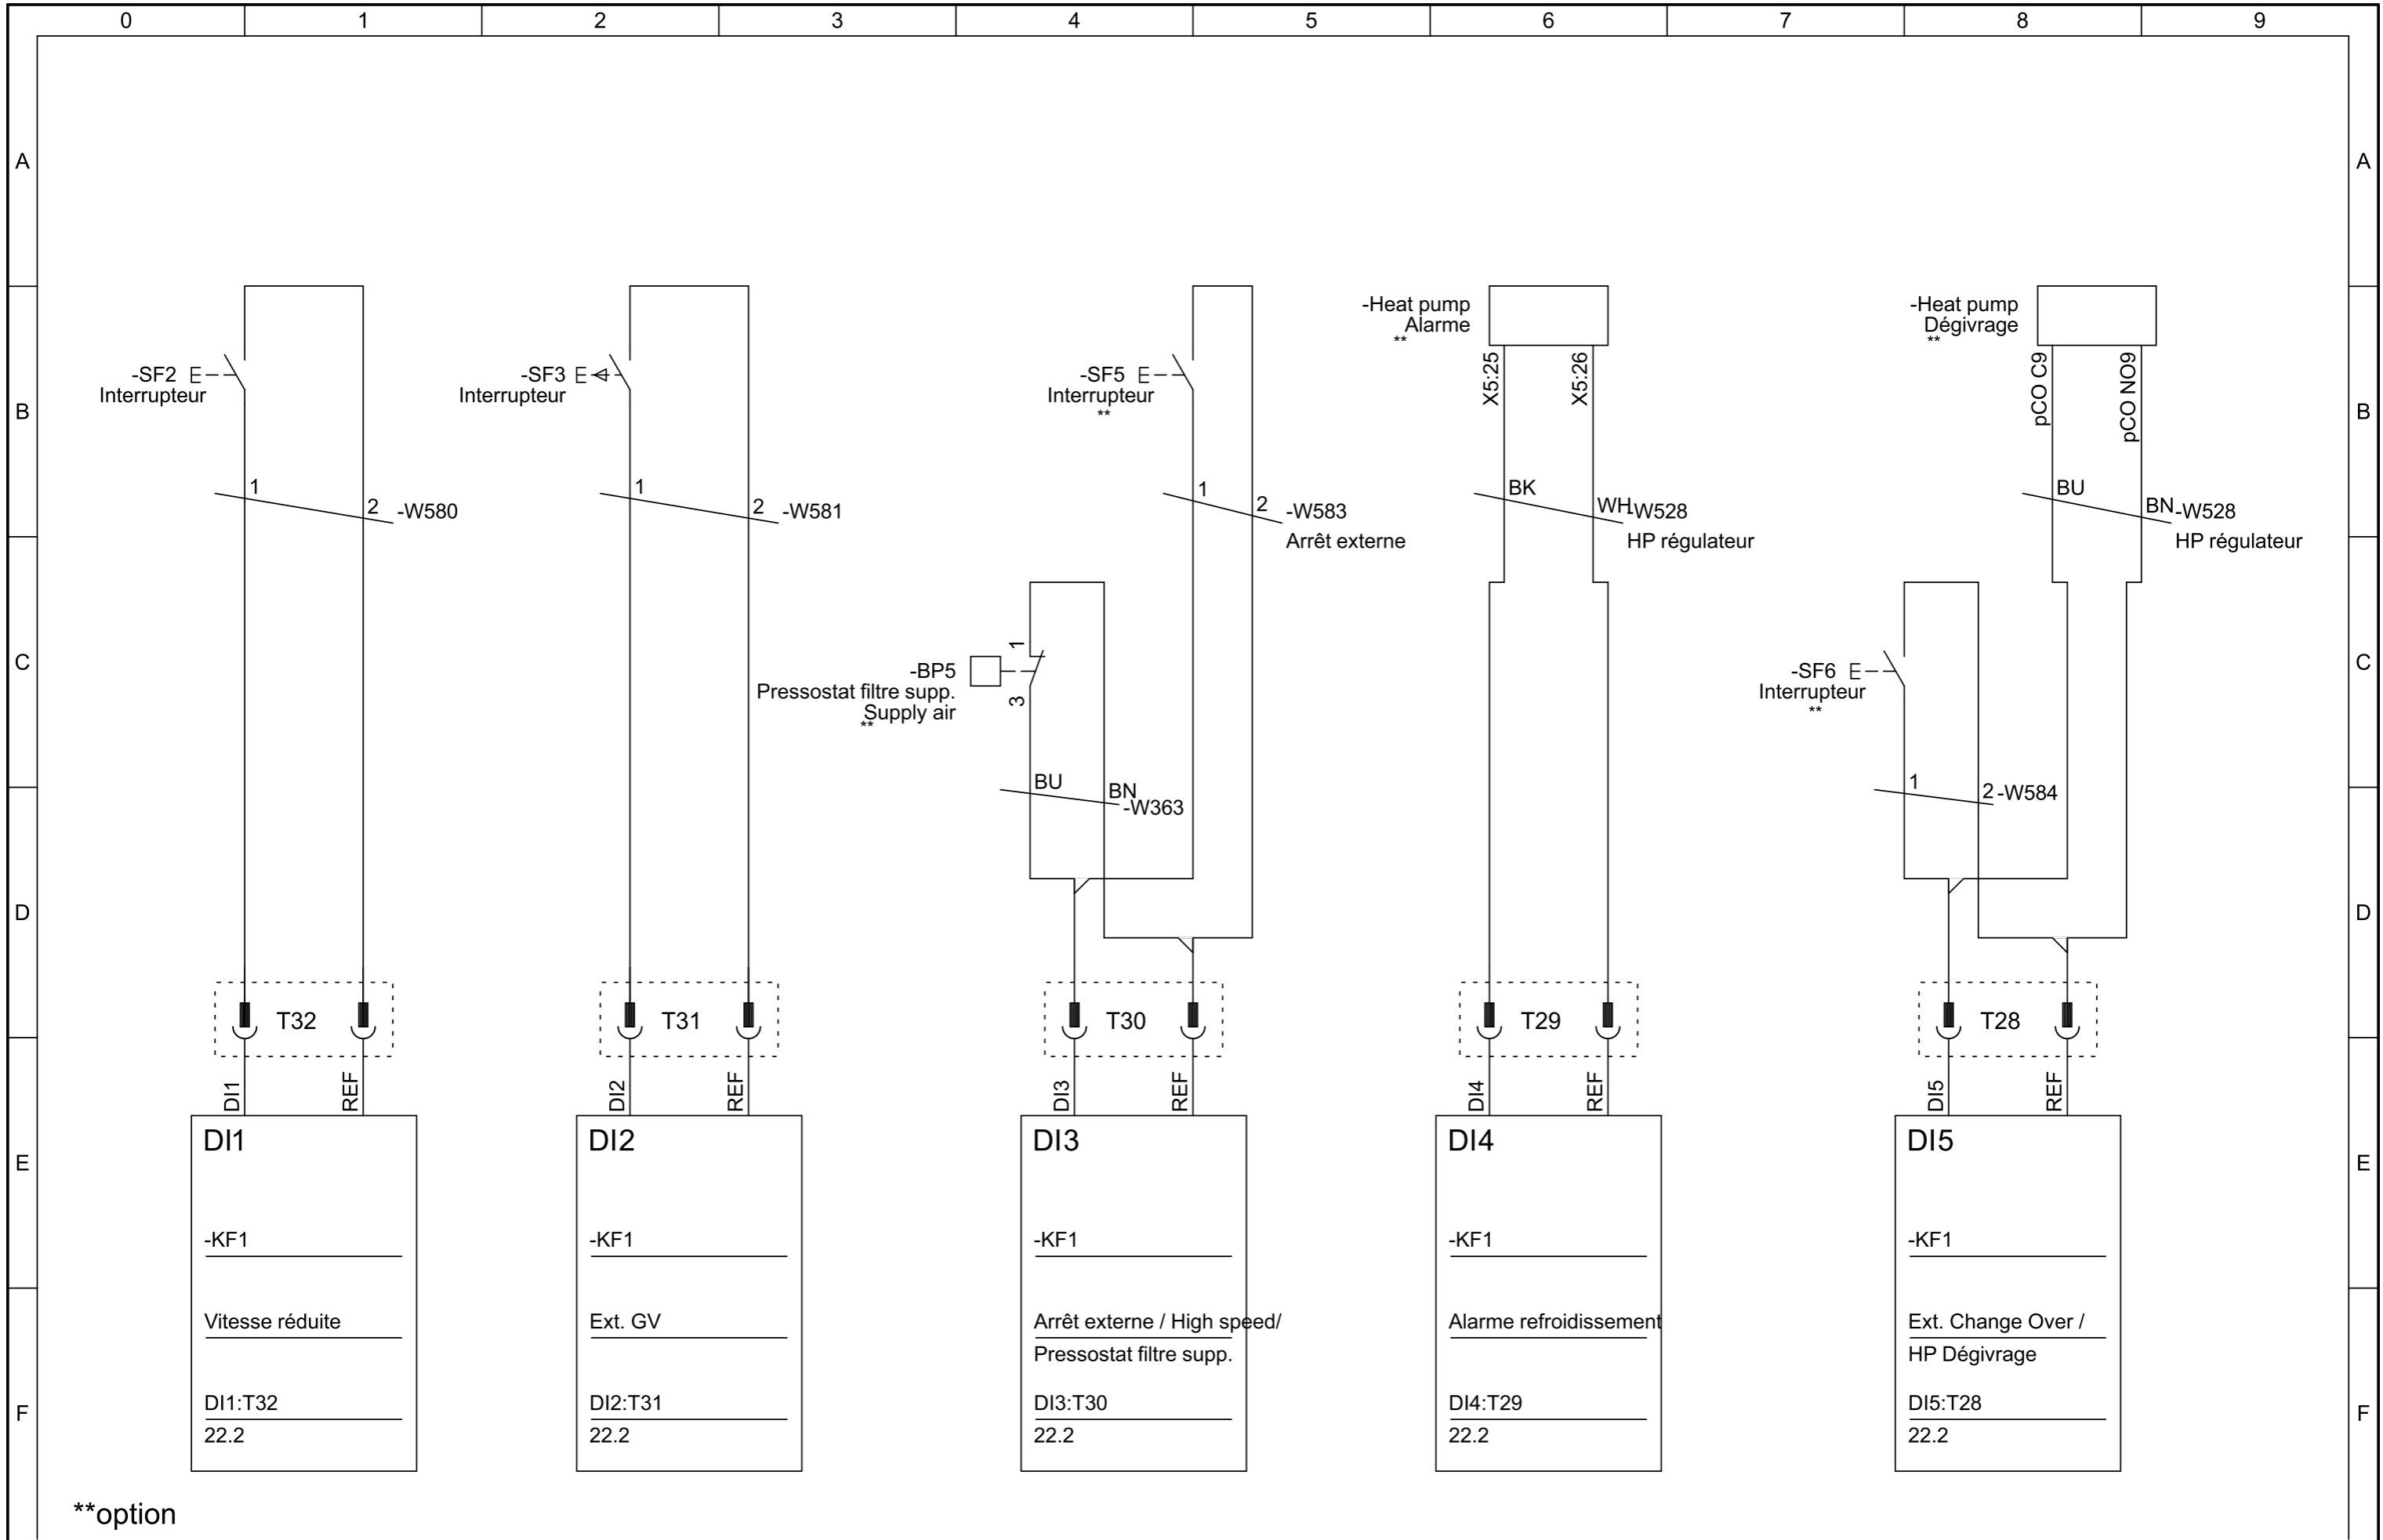 0 1 2 3 4 5 6 7 8 9
A A
-Heat pump
Alarme
**
-Heat pump
Dégivrage
**
X5:25 X5:26
pCO C9 pCO NO9
-SF2
Interrupteur
-SF3
Interrupteur
-SF5
Interrupteur
**
B B
1 2 -W580
1 2 -W581
1 2 -W583
Arrêt externe
BK WH -W528
HP régulateur
BU BN -W528
HP régulateur
C C
-BP5
Pressostat filtre supp.
Supply air
**
1
3
-SF6
Interrupteur
**
BU BN
-W363
1 2 -W584
D D
T32 T31 T30 T29 T28
DI1 REF DI2 REF DI3 REF DI4 REF DI5 REF
E E
DI1
-KF1
Vitesse réduite
DI1:T32
22.2
DI2
-KF1
Ext. GV
DI2:T31
22.2
DI3
-KF1
Arrêt externe / High speed/
Pressostat filtre supp.
DI3:T30
22.2
DI4
-KF1
Alarme refroidissement
DI4:T29
22.2
DI5
-KF1
Ext. Change Over /
HP Dégivrage
DI5:T28
22.2
F F
**option